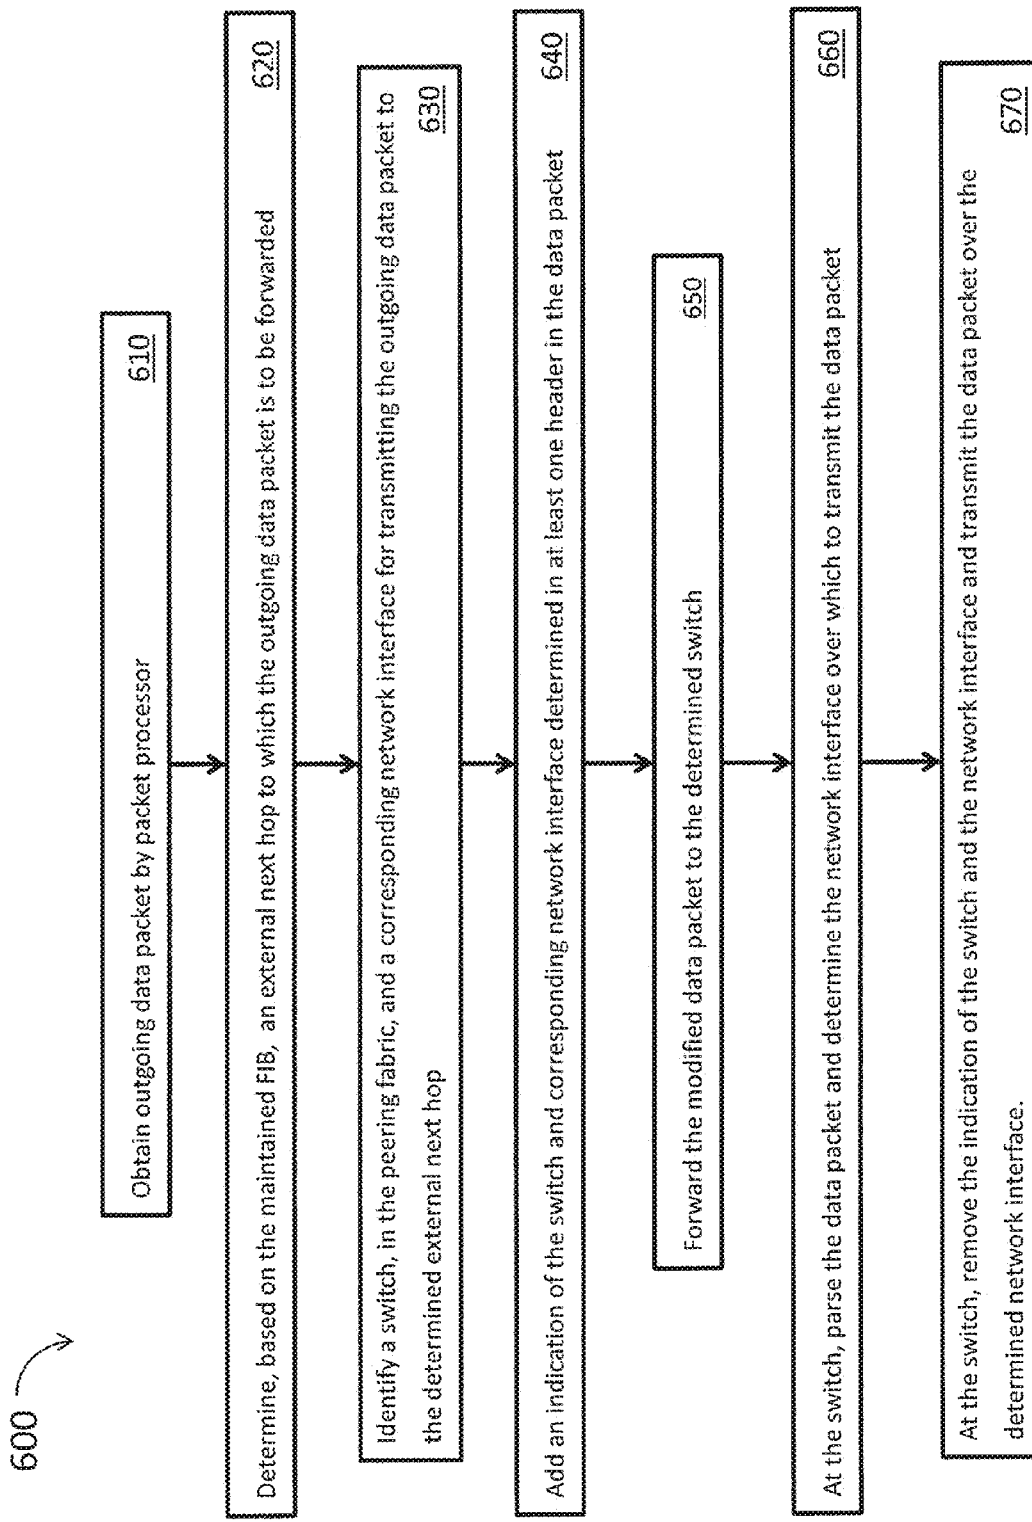 600
Obtain outgoing data packet by packet processor
610
Determine, based on the maintained FIB, an external next hop to which the outgoing data packet is to be forwarded
620
Identify a switch, in the peering fabric, and a corresponding network interface for transmitting the outgoing data packet to
the determined external next hop
630
Add an indication of the switch and corresponding network interface determined in at least one header in the data packet
640
Forward the modified data packet to the determined switch
650
At the switch, parse the data packet and determine the network interface over which to transmit the data packet
660
At the switch, remove the indication of the switch and the network interface and transmit the data packet over the
determined network interface.
670